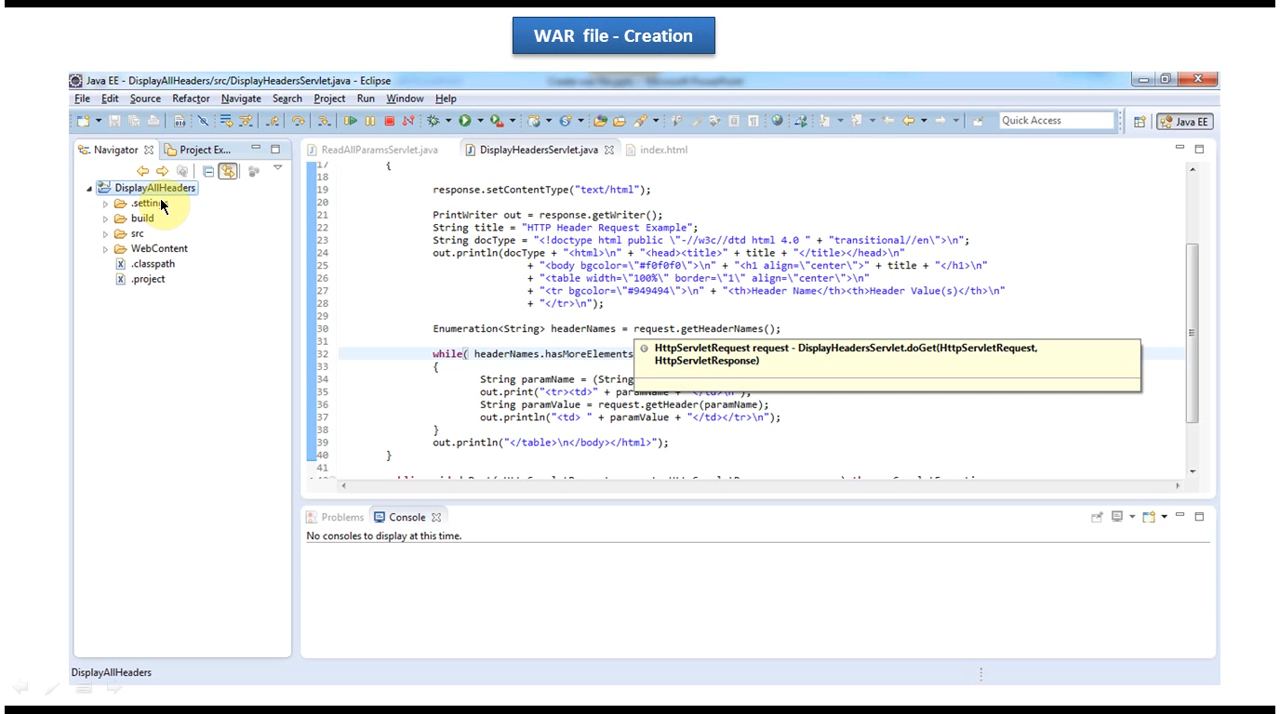 WAR file - Creation
Java EE - DisplayAllHeaders/src/DisplayHeadersServlet.java - Eclipse
File Edit Source Refactor Navigate Search Project Run Window Help
Quick Access
Java EE
Navigator
Project Ex...
ReadAllParamsServlet.java
DisplayHeadersServlet.java
index.html
DisplayAllHeaders
.settings
build
src
WebContent
.classpath
.project
17 {
18
19 response.setContentType("text/html");
20
21 PrintWriter out = response.getWriter();
22 String title = "HTTP Header Request Example";
23 String docType = "<!doctype html public \"-//w3c//dtd html 4.0 " + "transitional//en\">\n";
24 out.println(docType + "<html>\n" + "<head><title>" + title + "</title></head>\n"
25 + "<body bgcolor=\"#f0f0f0\">\n" + "<h1 align=\"center\">" + title + "</h1>\n"
26 + "<table width=\"100%\" border=\"1\" align=\"center\">\n"
27 + "<tr bgcolor=\"#949494\">\n" + "<th>Header Name</th><th>Header Value(s)</th>\n"
28 + "</tr>\n");
29
30 Enumeration<String> headerNames = request.getHeaderNames();
31
32 while( headerNames.hasMoreElements
HttpServletRequest request - DisplayHeadersServlet.doGet(HttpServletRequest,
HttpServletResponse)
33 {
34 String paramName = (String
35 out.print("<tr><td>" + paramName + "</td>\n");
36 String paramValue = request.getHeader(paramName);
37 out.println("<td> " + paramValue + "</td></tr>\n");
38 }
39 out.println("</table>\n</body></html>");
40 }
41
Problems
Console
No consoles to display at this time.
DisplayAllHeaders